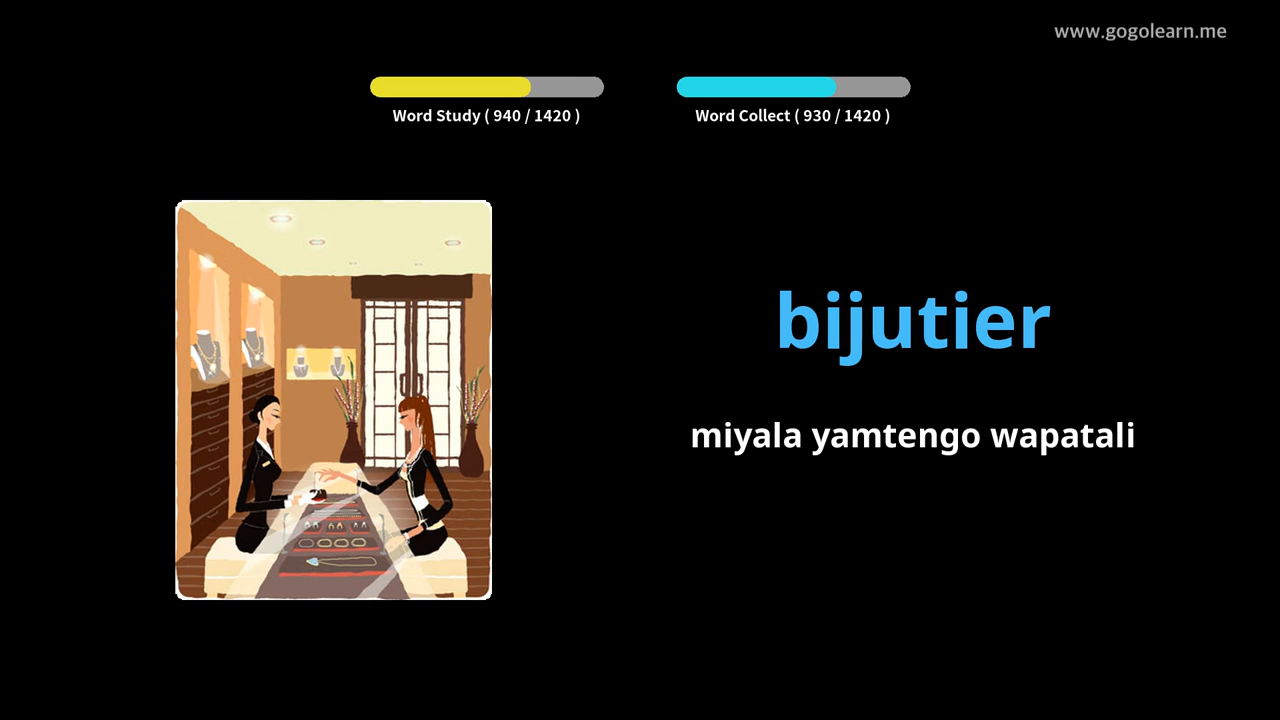 www.gogolearn.me
Word Study ( 940 / 1420 )
Word Collect ( 930 / 1420 )
bijutier
miyala yamtengo wapatali